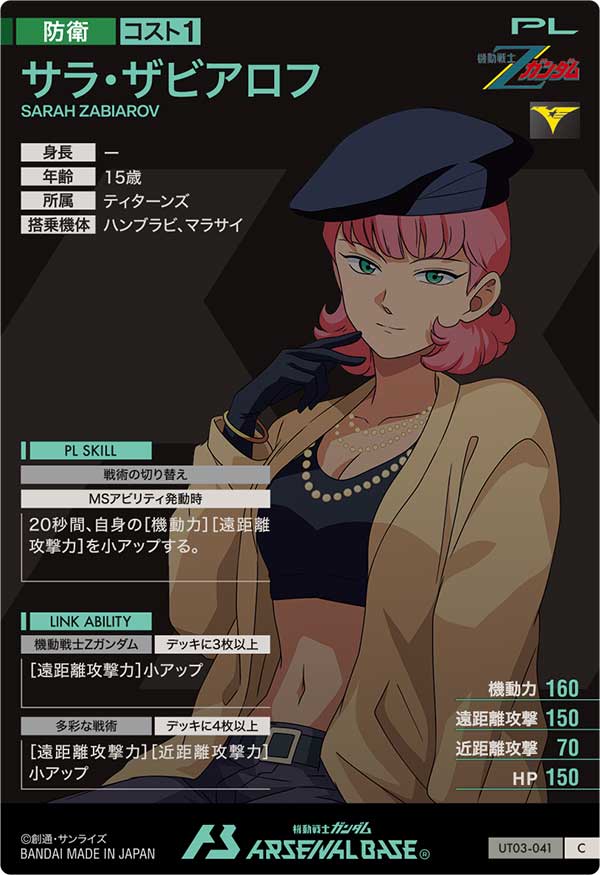 防衛 コスト1
PL
サラ・ザビアロフ
SARAH ZABIAROV
機動戦士
Zガンダム
身長 ー
年齢 15歳
所属 ティターンズ
搭乗機体 ハンブラビ、マラサイ
PL SKILL
戦術の切り替え
MSアビリティ発動時
20秒間、自身の[機動力][遠距離
攻撃力]を小アップする。
LINK ABILITY
機動戦士Zガンダム デッキに3枚以上
[遠距離攻撃力]小アップ
多彩な戦術 デッキに4枚以上
[遠距離攻撃力][近距離攻撃力]
小アップ
機動力 160
遠距離攻撃 150
近距離攻撃 70
HP 150
©創通・サンライズ
BANDAI MADE IN JAPAN
AB
機動戦士ガンダム
ARSENAL BASE®
UT03-041 C